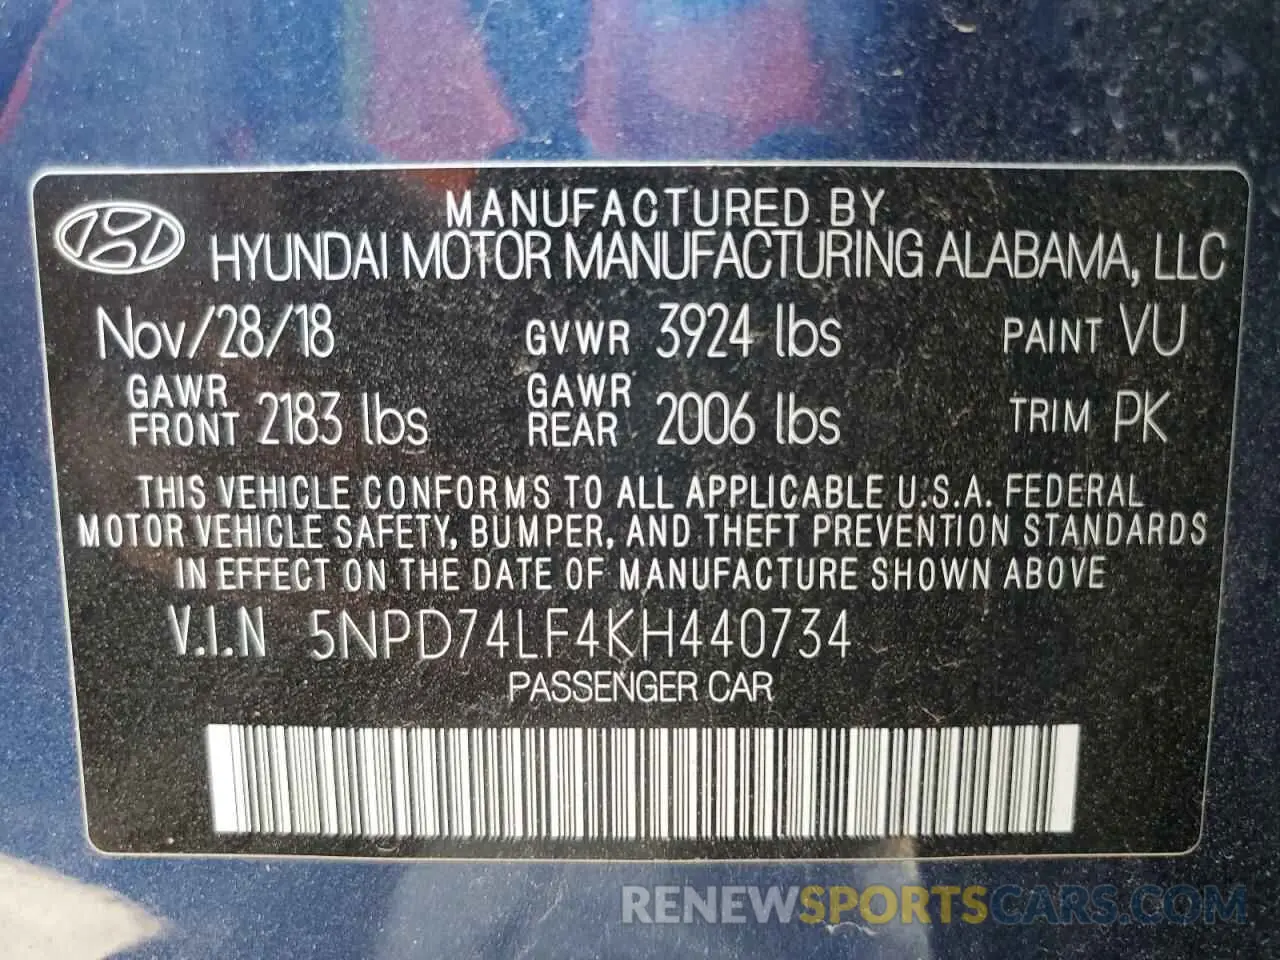 MANUFACTURED BY
HYUNDAI MOTOR MANUFACTURING ALABAMA, LLC
Nov/28/18 GVWR 3924 lbs PAINT VU
GAWR FRONT 2183 lbs GAWR REAR 2006 lbs TRIM PK
THIS VEHICLE CONFORMS TO ALL APPLICABLE U.S.A. FEDERAL
MOTOR VEHICLE SAFETY, BUMPER, AND THEFT PREVENTION STANDARDS
IN EFFECT ON THE DATE OF MANUFACTURE SHOWN ABOVE
V.I.N 5NPD74LF4KH440734
PASSENGER CAR
RENEWSPORTSCARS.COM